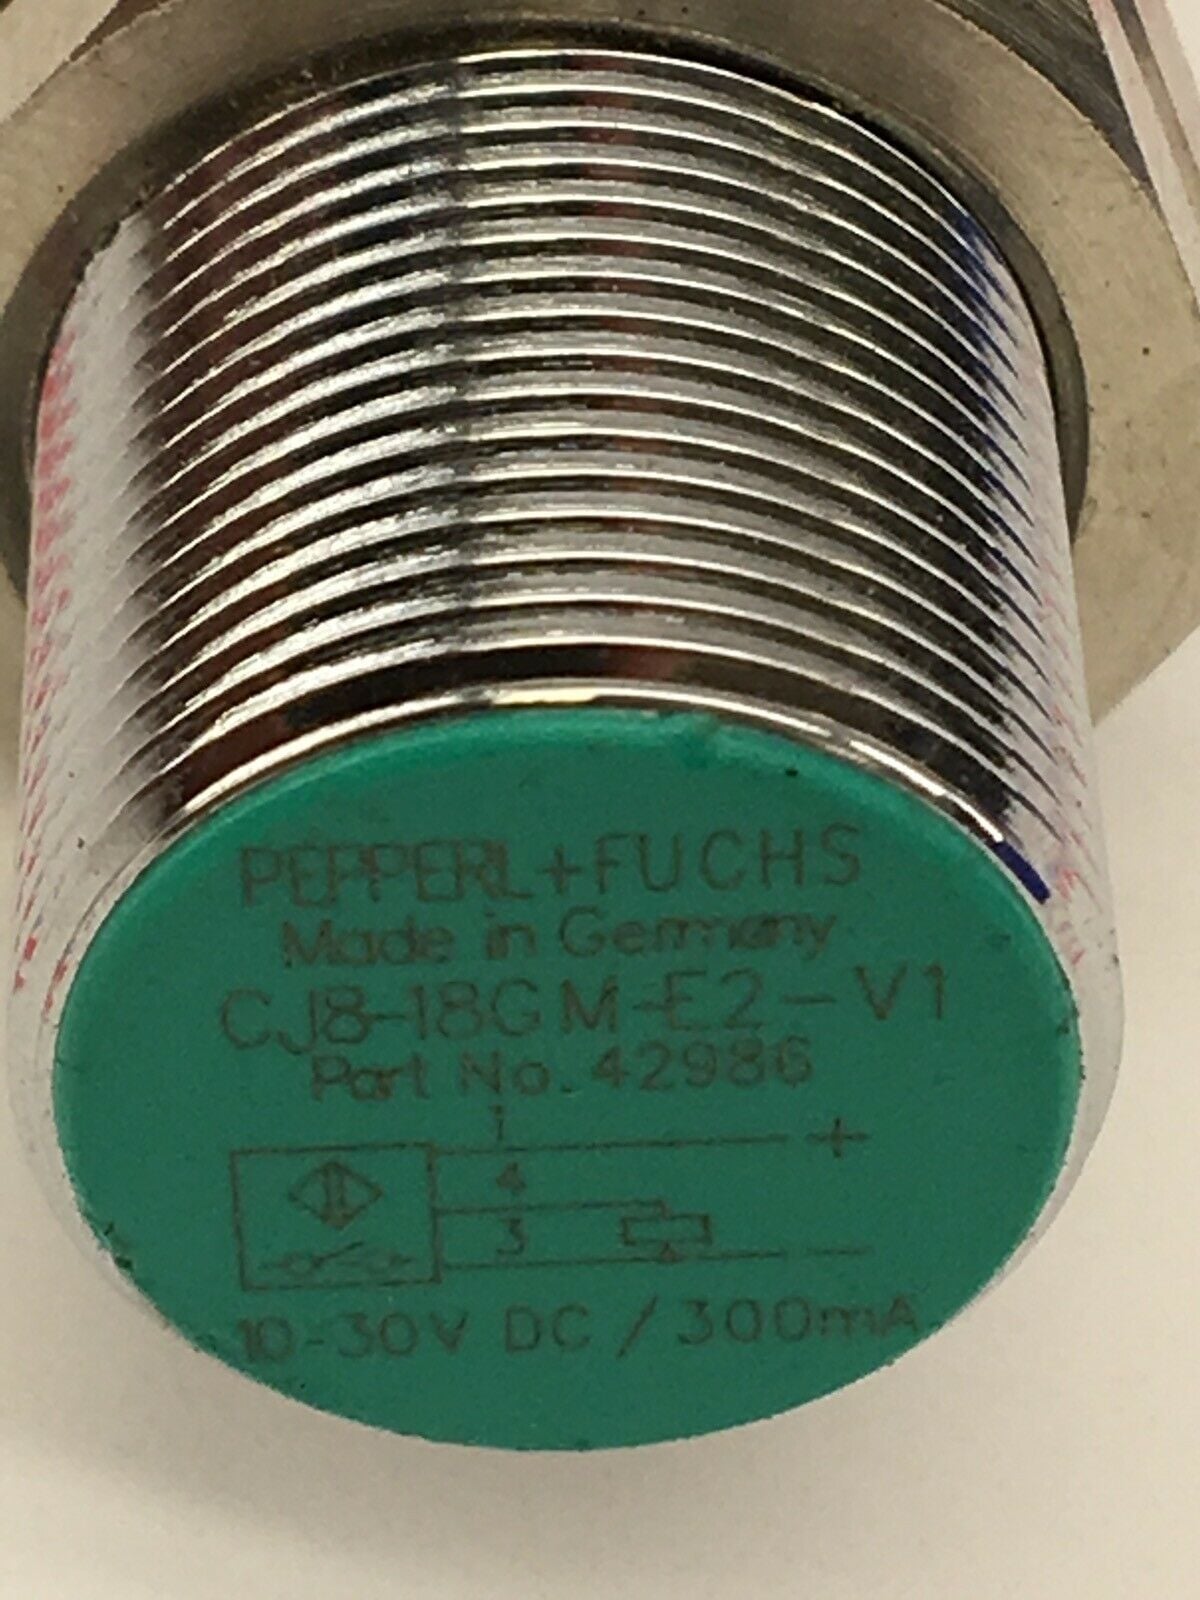 PEPPERL+FUCHS
Made in Germany
CJ8-18GM-E2-V1
Part No. 42986
1
+
4
3
-
10-30V DC / 300mA